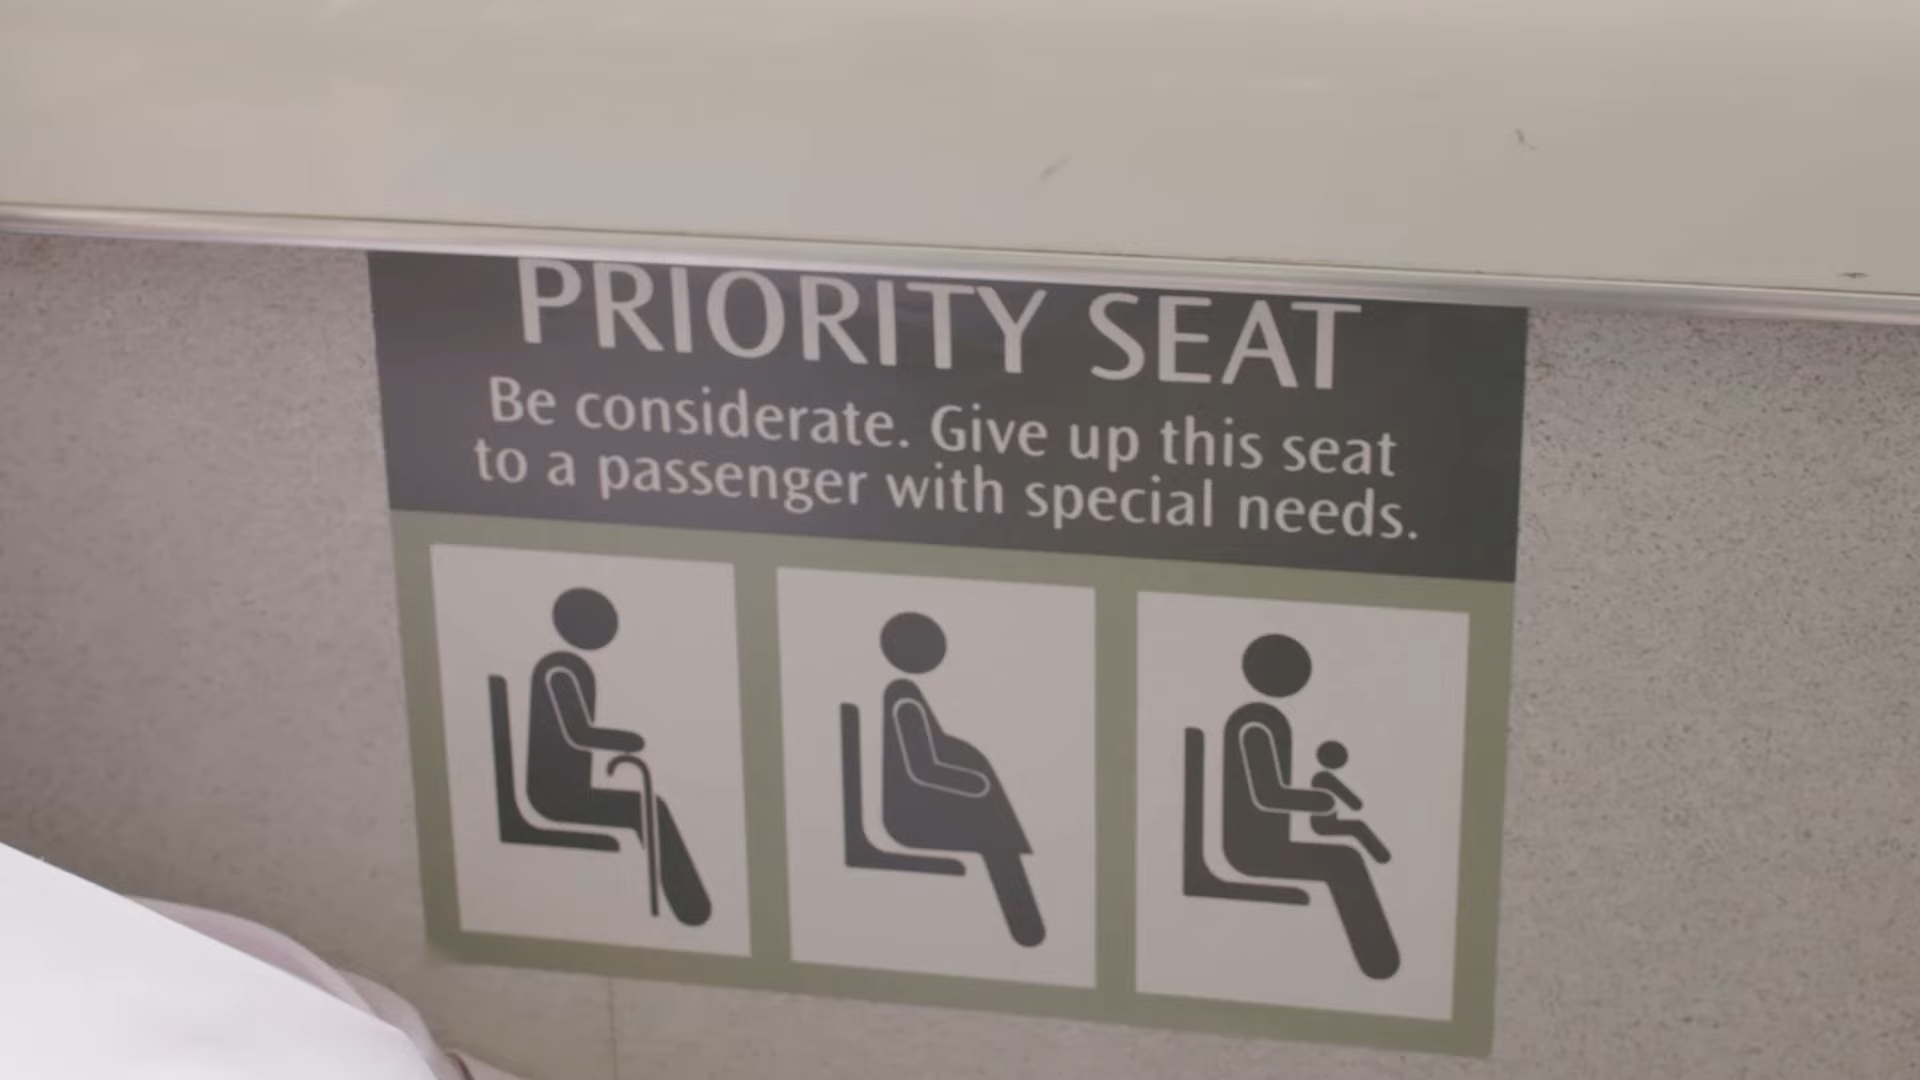 PRIORITY SEAT
Be considerate. Give up this seat
to a passenger with special needs.